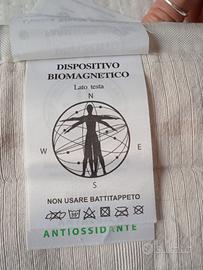 DISPOSITIVO
BIOMAGNETICO
Lato testa
N
W E
S
NON USARE BATTITAPPETO
ANTIOSSIDANTE